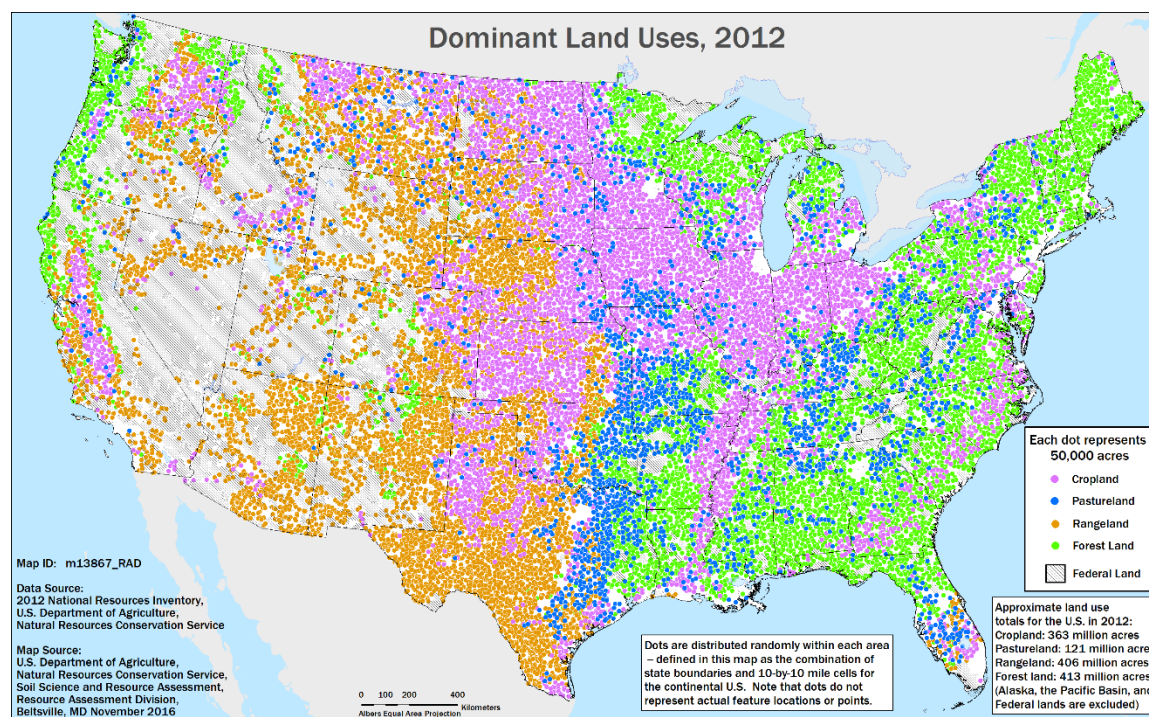 Dominant Land Uses, 2012
Each dot represents
50,000 acres
Cropland
Pastureland
Rangeland
Forest Land
Federal Land
Map ID: m13867_RAD
Data Source:
2012 National Resources Inventory,
U.S. Department of Agriculture,
Natural Resources Conservation Service
Map Source:
U.S. Department of Agriculture,
Natural Resources Conservation Service,
Soil Science and Resource Assessment,
Resource Assessment Division,
Beltsville, MD November 2016
0 100 200 400
Kilometers
Albers Equal Area Projection
Dots are distributed randomly within each area
– defined in this map as the combination of
state boundaries and 10-by-10 mile cells for
the continental U.S. Note that dots do not
represent actual feature locations or points.
Approximate land use
totals for the U.S. in 2012:
Cropland: 363 million acres
Pastureland: 121 million acres
Rangeland: 406 million acres
Forest land: 413 million acres
(Alaska, the Pacific Basin, and
Federal lands are excluded)